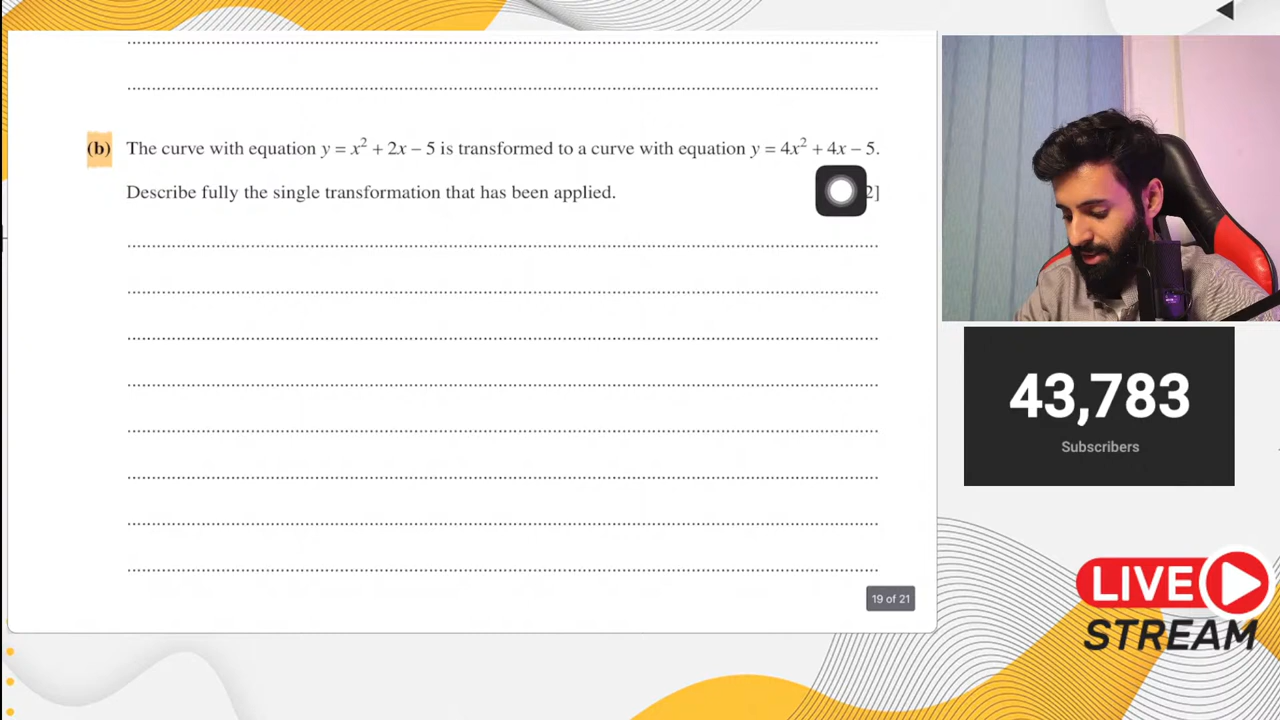 (b) The curve with equation y = x² + 2x − 5 is transformed to a curve with equation y = 4x² + 4x − 5.
Describe fully the single transformation that has been applied.
2]
19 of 21
43,783
Subscribers
LIVE
STREAM